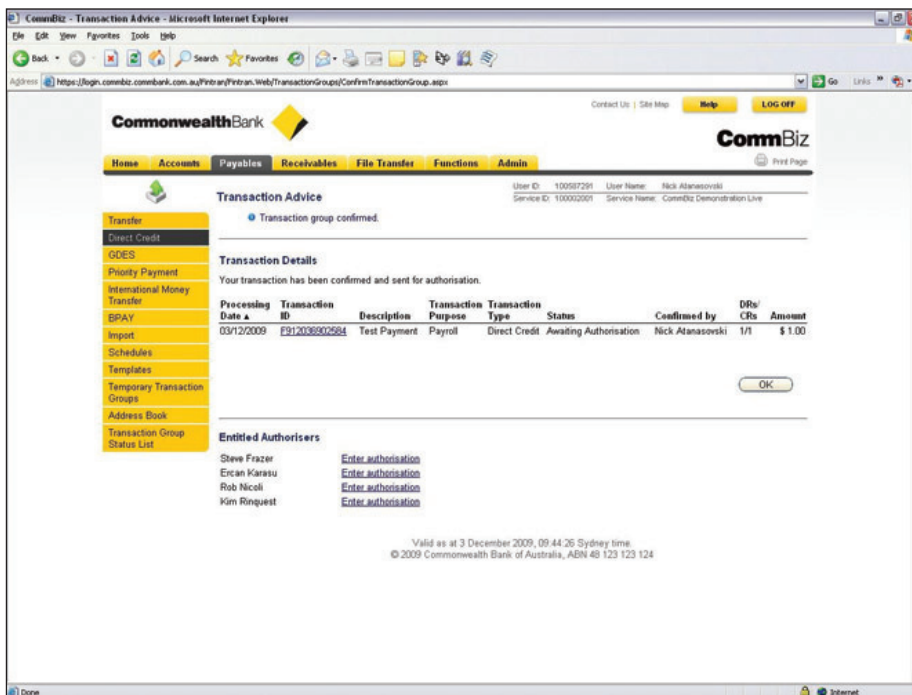 CommBiz - Transaction Advice - Microsoft Internet Explorer
File Edit View Favorites Tools Help
Back Search Favorites
Address https://login.commbiz.commbank.com.au/Fintran/Fintran.Web/TransactionGroups/ConfirmTransactionGroup.aspx Go Links »
Contact Us | Site Map Help LOG OFF
CommonwealthBank
CommBiz
Home Accounts Payables Receivables File Transfer Functions Admin Print Page
User ID: 100587291 User Name: Nick Atanasovski
Service ID: 100002001 Service Name: CommBiz Demonstration Live
Transaction Advice
Transaction group confirmed.
Transfer
Direct Credit
GDES
Priority Payment
International Money
Transfer
BPAY
Import
Schedules
Templates
Temporary Transaction
Groups
Address Book
Transaction Group
Status List
Transaction Details
Your transaction has been confirmed and sent for authorisation.
Processing Transaction Transaction Transaction DRs/
Date ▲ ID Description Purpose Type Status Confirmed by CRs Amount
03/12/2009 F912036902584 Test Payment Payroll Direct Credit Awaiting Authorisation Nick Atanasovski 1/1 $ 1.00
OK
Entitled Authorisers
Steve Frazer Enter authorisation
Ercan Karasu Enter authorisation
Rob Nicoli Enter authorisation
Kim Rinquest Enter authorisation
Valid as at 3 December 2009, 09:44:26 Sydney time.
© 2009 Commonwealth Bank of Australia, ABN 48 123 123 124
Done Internet